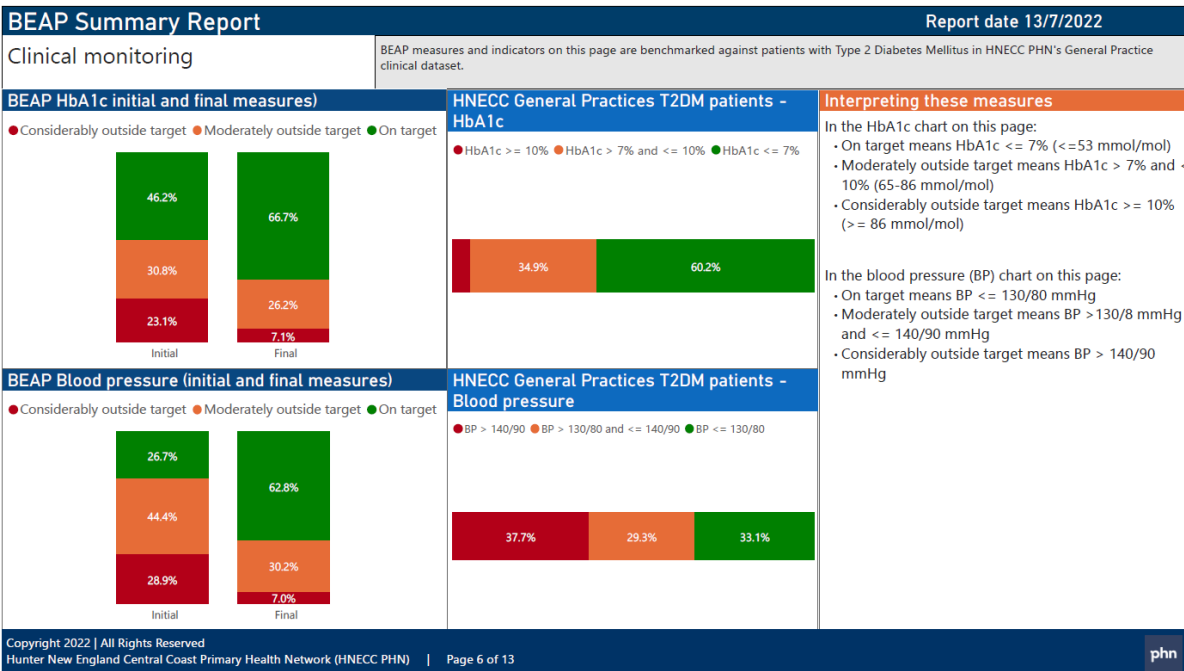 BEAP Summary Report
Report date 13/7/2022
Clinical monitoring
BEAP measures and indicators on this page are benchmarked against patients with Type 2 Diabetes Mellitus in HNECC PHN's General Practice
clinical dataset.
BEAP HbA1c initial and final measures)
Considerably outside target Moderately outside target On target
46.2%
30.8%
23.1%
Initial
66.7%
26.2%
7.1%
Final
HNECC General Practices T2DM patients -
HbA1c
HbA1c >= 10% HbA1c > 7% and <= 10% HbA1c <= 7%
34.9%
60.2%
Interpreting these measures
In the HbA1c chart on this page:
• On target means HbA1c <= 7% (<=53 mmol/mol)
• Moderately outside target means HbA1c > 7% and <
10% (65-86 mmol/mol)
• Considerably outside target means HbA1c >= 10%
(>= 86 mmol/mol)
In the blood pressure (BP) chart on this page:
• On target means BP <= 130/80 mmHg
• Moderately outside target means BP >130/8 mmHg
and <= 140/90 mmHg
• Considerably outside target means BP > 140/90
mmHg
BEAP Blood pressure (initial and final measures)
Considerably outside target Moderately outside target On target
26.7%
44.4%
28.9%
Initial
62.8%
30.2%
7.0%
Final
HNECC General Practices T2DM patients -
Blood pressure
BP > 140/90 BP > 130/80 and <= 140/90 BP <= 130/80
37.7%
29.3%
33.1%
Copyright 2022 | All Rights Reserved
Hunter New England Central Coast Primary Health Network (HNECC PHN) | Page 6 of 13
phn